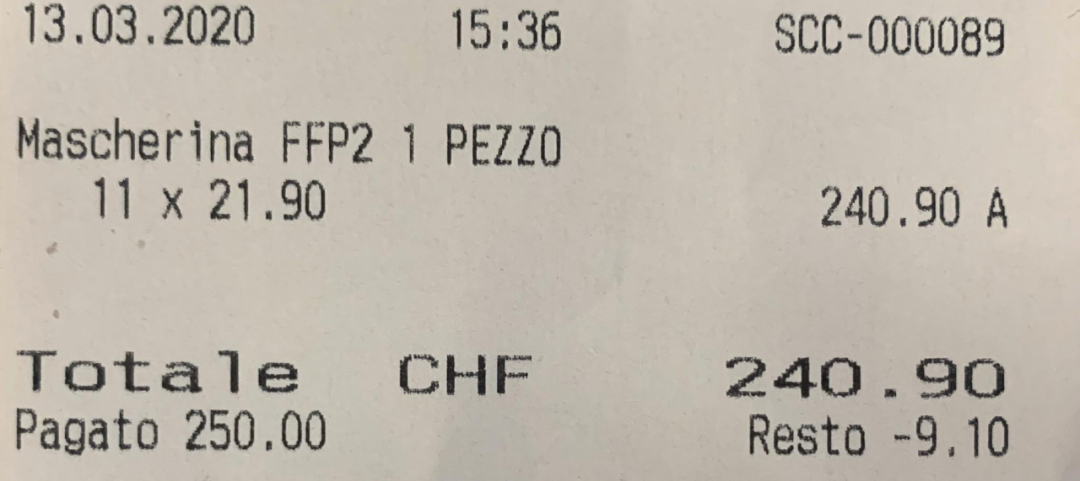 13.03.2020 15:36 SCC-000089
Mascherina FFP2 1 PEZZO
11 x 21.90 240.90 A
Totale CHF 240.90
Pagato 250.00 Resto -9.10